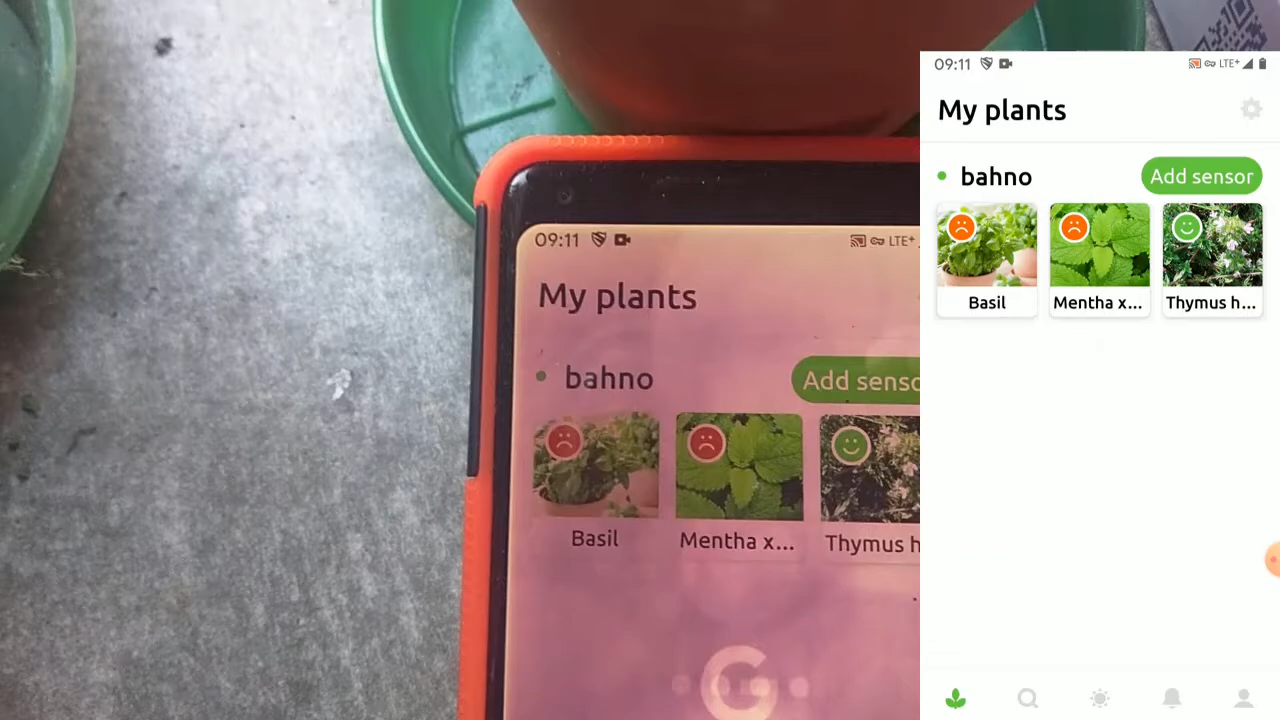 09:11 LTE+
My plants
bahno Add senso
Basil Mentha x... Thymus h
G
09:11 LTE+
My plants
bahno Add sensor
Basil Mentha x... Thymus h...